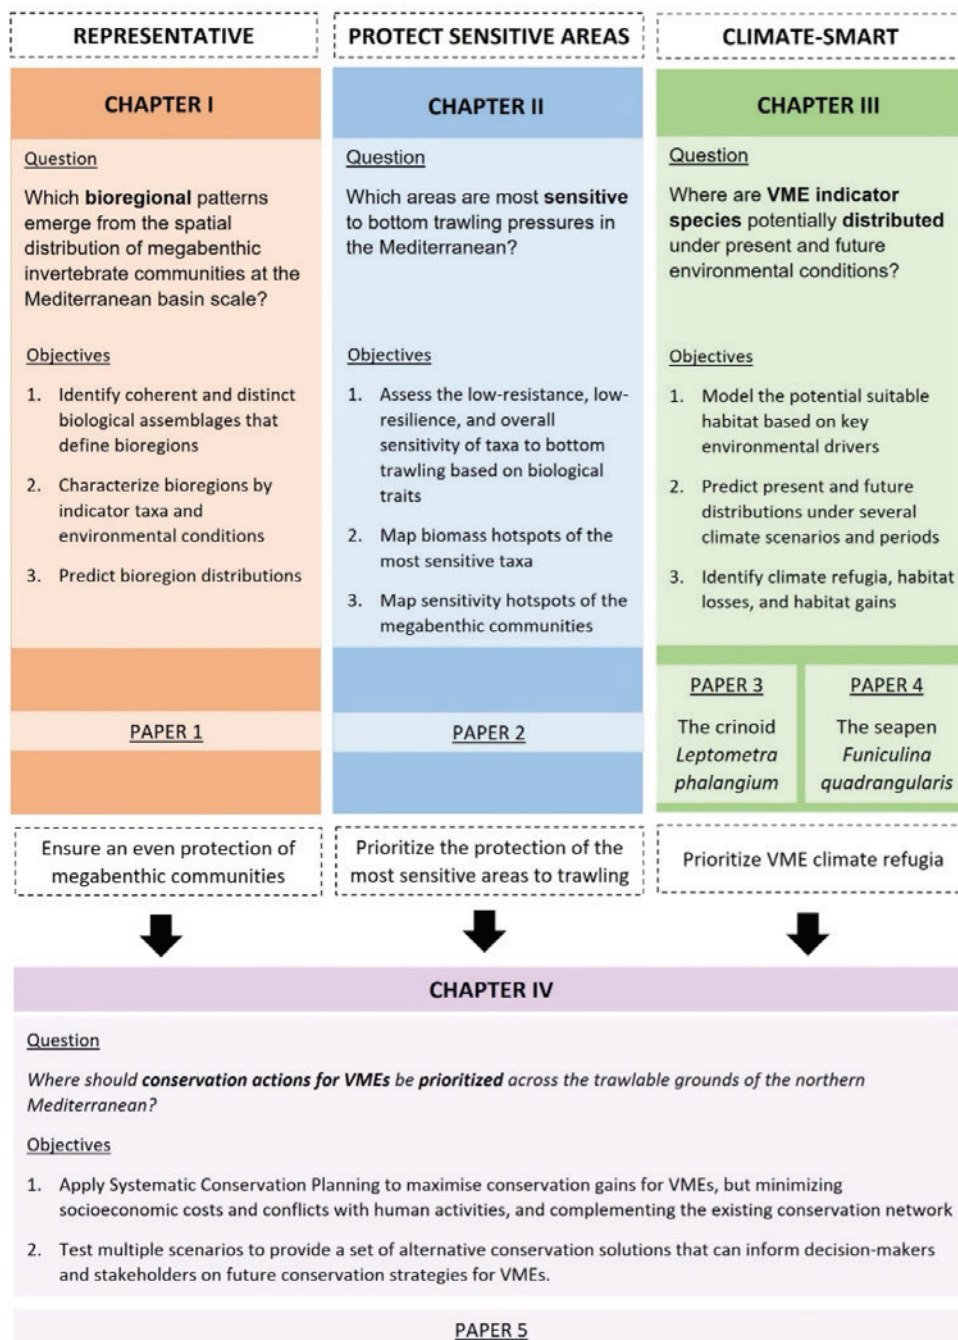 REPRESENTATIVE
PROTECT SENSITIVE AREAS
CLIMATE-SMART
CHAPTER I
Question
Which bioregional patterns
emerge from the spatial
distribution of megabenthic
invertebrate communities at the
Mediterranean basin scale?
Objectives
1. Identify coherent and distinct
biological assemblages that
define bioregions
2. Characterize bioregions by
indicator taxa and
environmental conditions
3. Predict bioregion distributions
PAPER 1
Ensure an even protection of
megabenthic communities
CHAPTER II
Question
Which areas are most sensitive
to bottom trawling pressures in
the Mediterranean?
Objectives
1. Assess the low-resistance, low-
resilience, and overall
sensitivity of taxa to bottom
trawling based on biological
traits
2. Map biomass hotspots of the
most sensitive taxa
3. Map sensitivity hotspots of the
megabenthic communities
PAPER 2
Prioritize the protection of the
most sensitive areas to trawling
CHAPTER III
Question
Where are VME indicator
species potentially distributed
under present and future
environmental conditions?
Objectives
1. Model the potential suitable
habitat based on key
environmental drivers
2. Predict present and future
distributions under several
climate scenarios and periods
3. Identify climate refugia, habitat
losses, and habitat gains
PAPER 3
The crinoid
Leptometra
phalangium
PAPER 4
The seapen
Funiculina
quadrangularis
Prioritize VME climate refugia
CHAPTER IV
Question
Where should conservation actions for VMEs be prioritized across the trawlable grounds of the northern
Mediterranean?
Objectives
1. Apply Systematic Conservation Planning to maximise conservation gains for VMEs, but minimizing
socioeconomic costs and conflicts with human activities, and complementing the existing conservation network
2. Test multiple scenarios to provide a set of alternative conservation solutions that can inform decision-makers
and stakeholders on future conservation strategies for VMEs.
PAPER 5